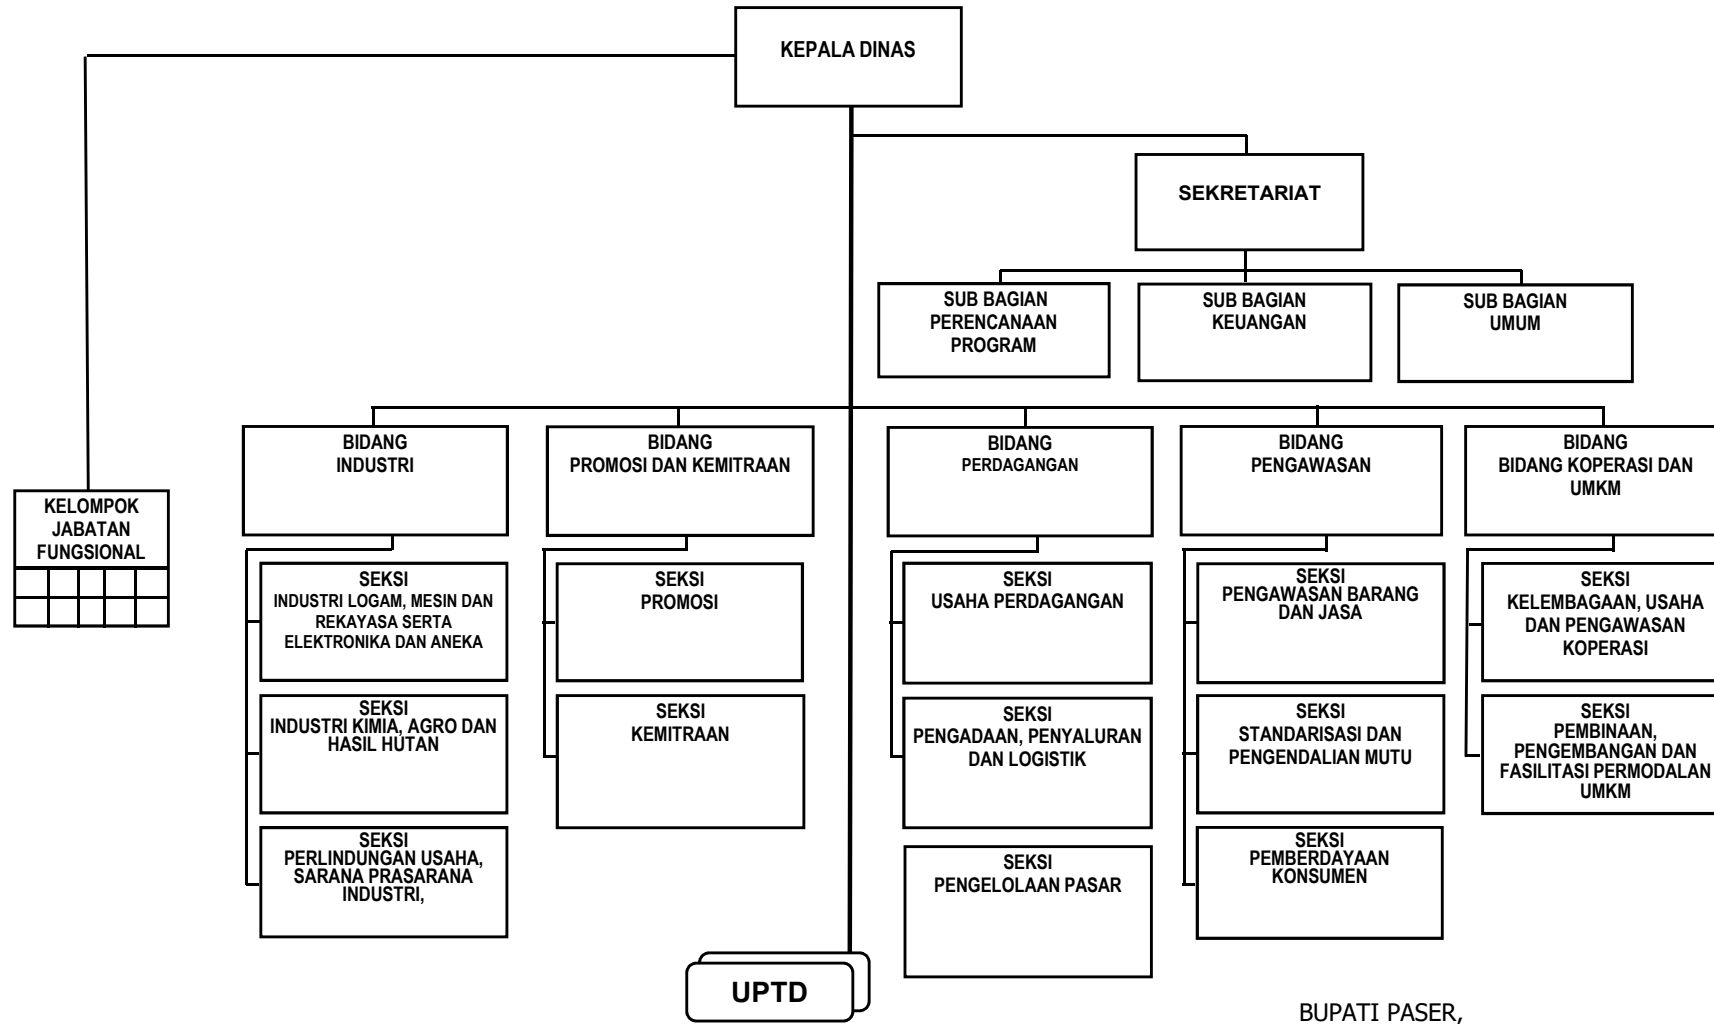 KEPALA DINAS
SEKRETARIAT
SUB BAGIAN
PERENCANAAN
PROGRAM
SUB BAGIAN
KEUANGAN
SUB BAGIAN
UMUM
KELOMPOK
JABATAN
FUNGSIONAL
BIDANG
INDUSTRI
SEKSI
INDUSTRI LOGAM, MESIN DAN
REKAYASA SERTA
ELEKTRONIKA DAN ANEKA
SEKSI
INDUSTRI KIMIA, AGRO DAN
HASIL HUTAN
SEKSI
PERLINDUNGAN USAHA,
SARANA PRASARANA
INDUSTRI,
BIDANG
PROMOSI DAN KEMITRAAN
SEKSI
PROMOSI
SEKSI
KEMITRAAN
BIDANG
PERDAGANGAN
SEKSI
USAHA PERDAGANGAN
SEKSI
PENGADAAN, PENYALURAN
DAN LOGISTIK
SEKSI
PENGELOLAAN PASAR
BIDANG
PENGAWASAN
SEKSI
PENGAWASAN BARANG
DAN JASA
SEKSI
STANDARISASI DAN
PENGENDALIAN MUTU
SEKSI
PEMBERDAYAAN
KONSUMEN
BIDANG
BIDANG KOPERASI DAN
UMKM
SEKSI
KELEMBAGAAN, USAHA
DAN PENGAWASAN
KOPERASI
SEKSI
PEMBINAAN,
PENGEMBANGAN DAN
FASILITASI PERMODALAN
UMKM
UPTD
BUPATI PASER,